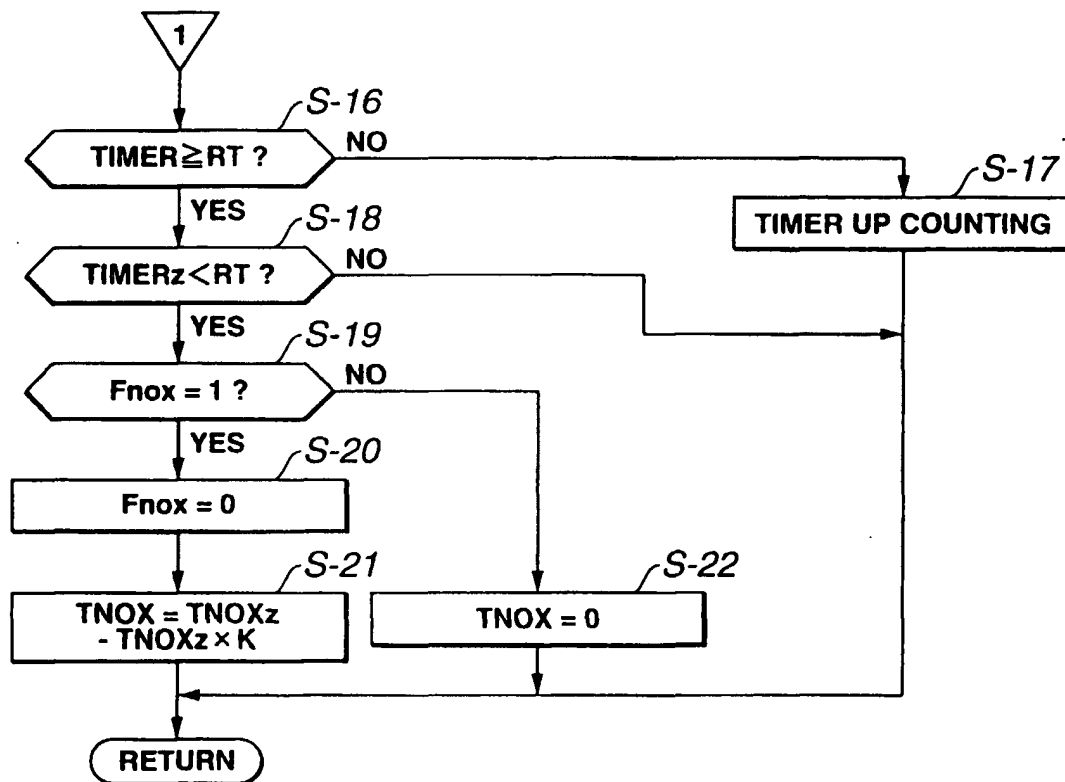 1
S-16
TIMER≧RT ?
NO
S-17
YES
TIMER UP COUNTING
S-18
TIMERz<RT ?
NO
YES
S-19
Fnox = 1 ?
NO
YES
S-20
Fnox = 0
S-21
TNOX = TNOXz
- TNOXz × K
S-22
TNOX = 0
RETURN